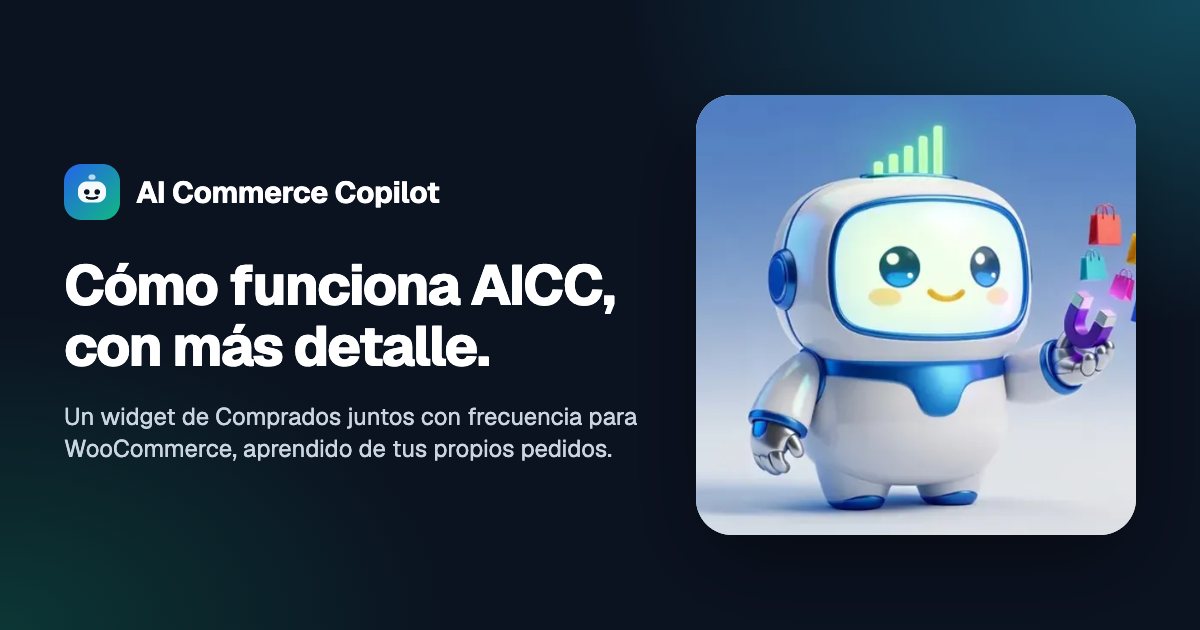 AI Commerce Copilot
Cómo funciona AICC,
con más detalle.
Un widget de Comprados juntos con frecuencia para
WooCommerce, aprendido de tus propios pedidos.